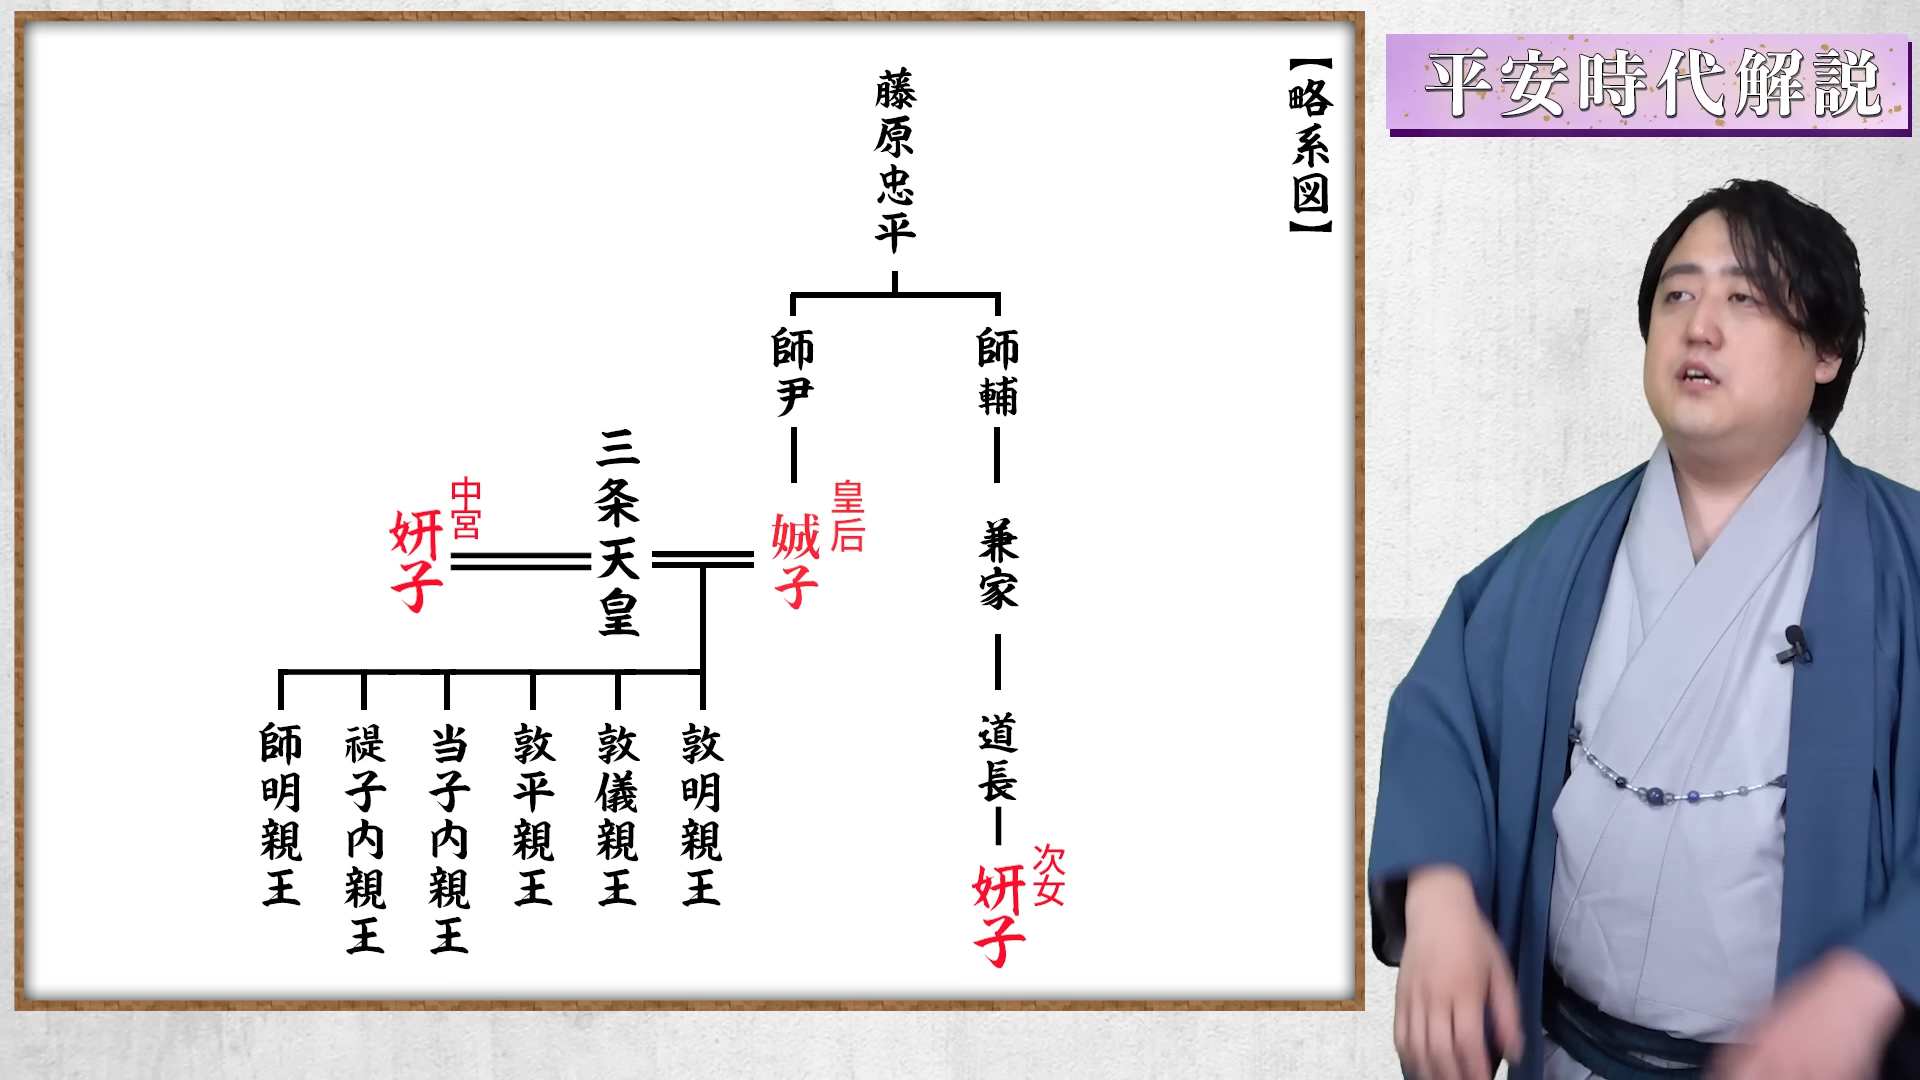 平安時代解説
【略系図】
藤原忠平
師輔
兼家
道長
次女
妍子
師尹
皇后
娍子
三条天皇
中宮
妍子
敦明親王
敦儀親王
敦平親王
当子内親王
禔子内親王
師明親王